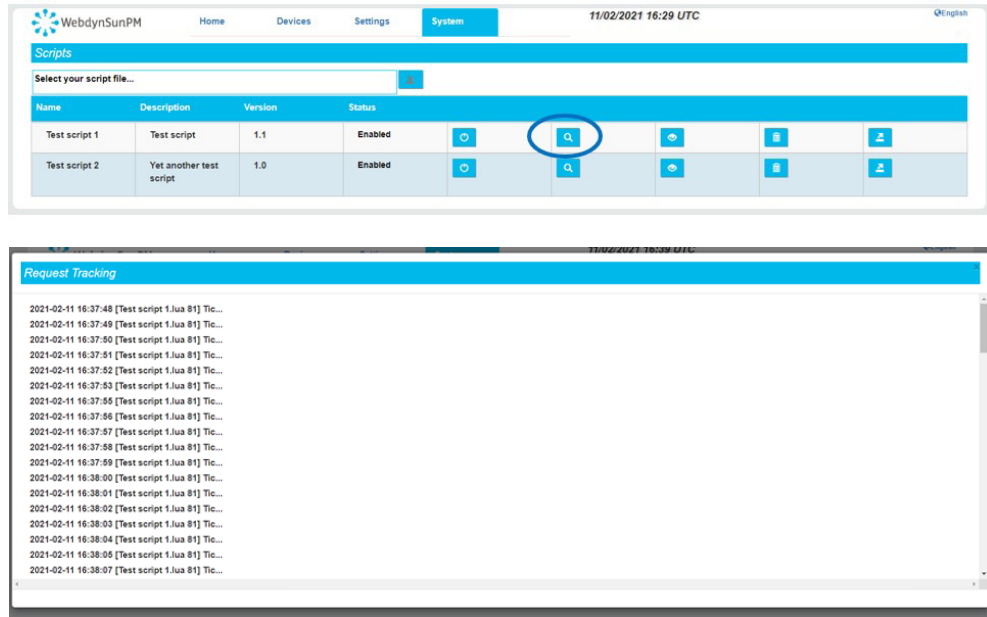 WebdynSunPM Home Devices Settings System 11/02/2021 16:29 UTC English
Scripts
Select your script file...
Name Description Version Status
Test script 1 Test script 1.1 Enabled
Test script 2 Yet another test script 1.0 Enabled
11/02/2021 16:39 UTC
Request Tracking
2021-02-11 16:37:48 [Test script 1.lua 81] Tic...
2021-02-11 16:37:49 [Test script 1.lua 81] Tic...
2021-02-11 16:37:50 [Test script 1.lua 81] Tic...
2021-02-11 16:37:51 [Test script 1.lua 81] Tic...
2021-02-11 16:37:52 [Test script 1.lua 81] Tic...
2021-02-11 16:37:53 [Test script 1.lua 81] Tic...
2021-02-11 16:37:55 [Test script 1.lua 81] Tic...
2021-02-11 16:37:56 [Test script 1.lua 81] Tic...
2021-02-11 16:37:57 [Test script 1.lua 81] Tic...
2021-02-11 16:37:58 [Test script 1.lua 81] Tic...
2021-02-11 16:37:59 [Test script 1.lua 81] Tic...
2021-02-11 16:38:00 [Test script 1.lua 81] Tic...
2021-02-11 16:38:01 [Test script 1.lua 81] Tic...
2021-02-11 16:38:02 [Test script 1.lua 81] Tic...
2021-02-11 16:38:03 [Test script 1.lua 81] Tic...
2021-02-11 16:38:04 [Test script 1.lua 81] Tic...
2021-02-11 16:38:05 [Test script 1.lua 81] Tic...
2021-02-11 16:38:07 [Test script 1.lua 81] Tic...